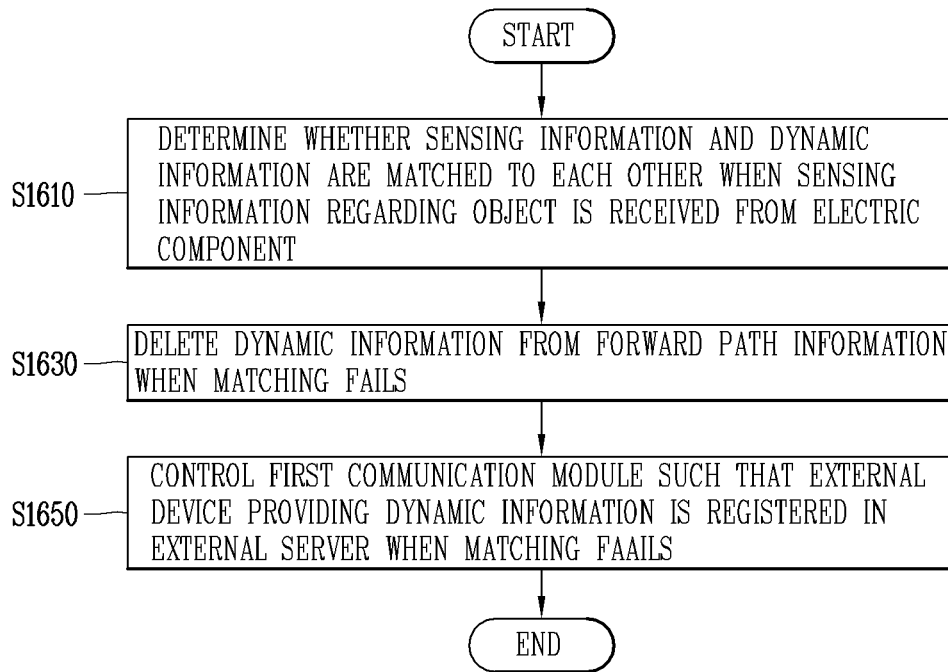 START
DETERMINE WHETHER SENSING INFORMATION AND DYNAMIC
INFORMATION ARE MATCHED TO EACH OTHER WHEN SENSING
S1610
INFORMATION REGARDING OBJECT IS RECEIVED FROM ELECTRIC
COMPONENT
S1630
DELETE DYNAMIC INFORMATION FROM FORWARD PATH INFORMATION
WHEN MATCHING FAILS
CONTROL FIRST COMMUNICATION MODULE SUCH THAT EXTERNAL
S1650
DEVICE PROVIDING DYNAMIC INFORMATION IS REGISTERED IN
EXTERNAL SERVER WHEN MATCHING FAAILS
END